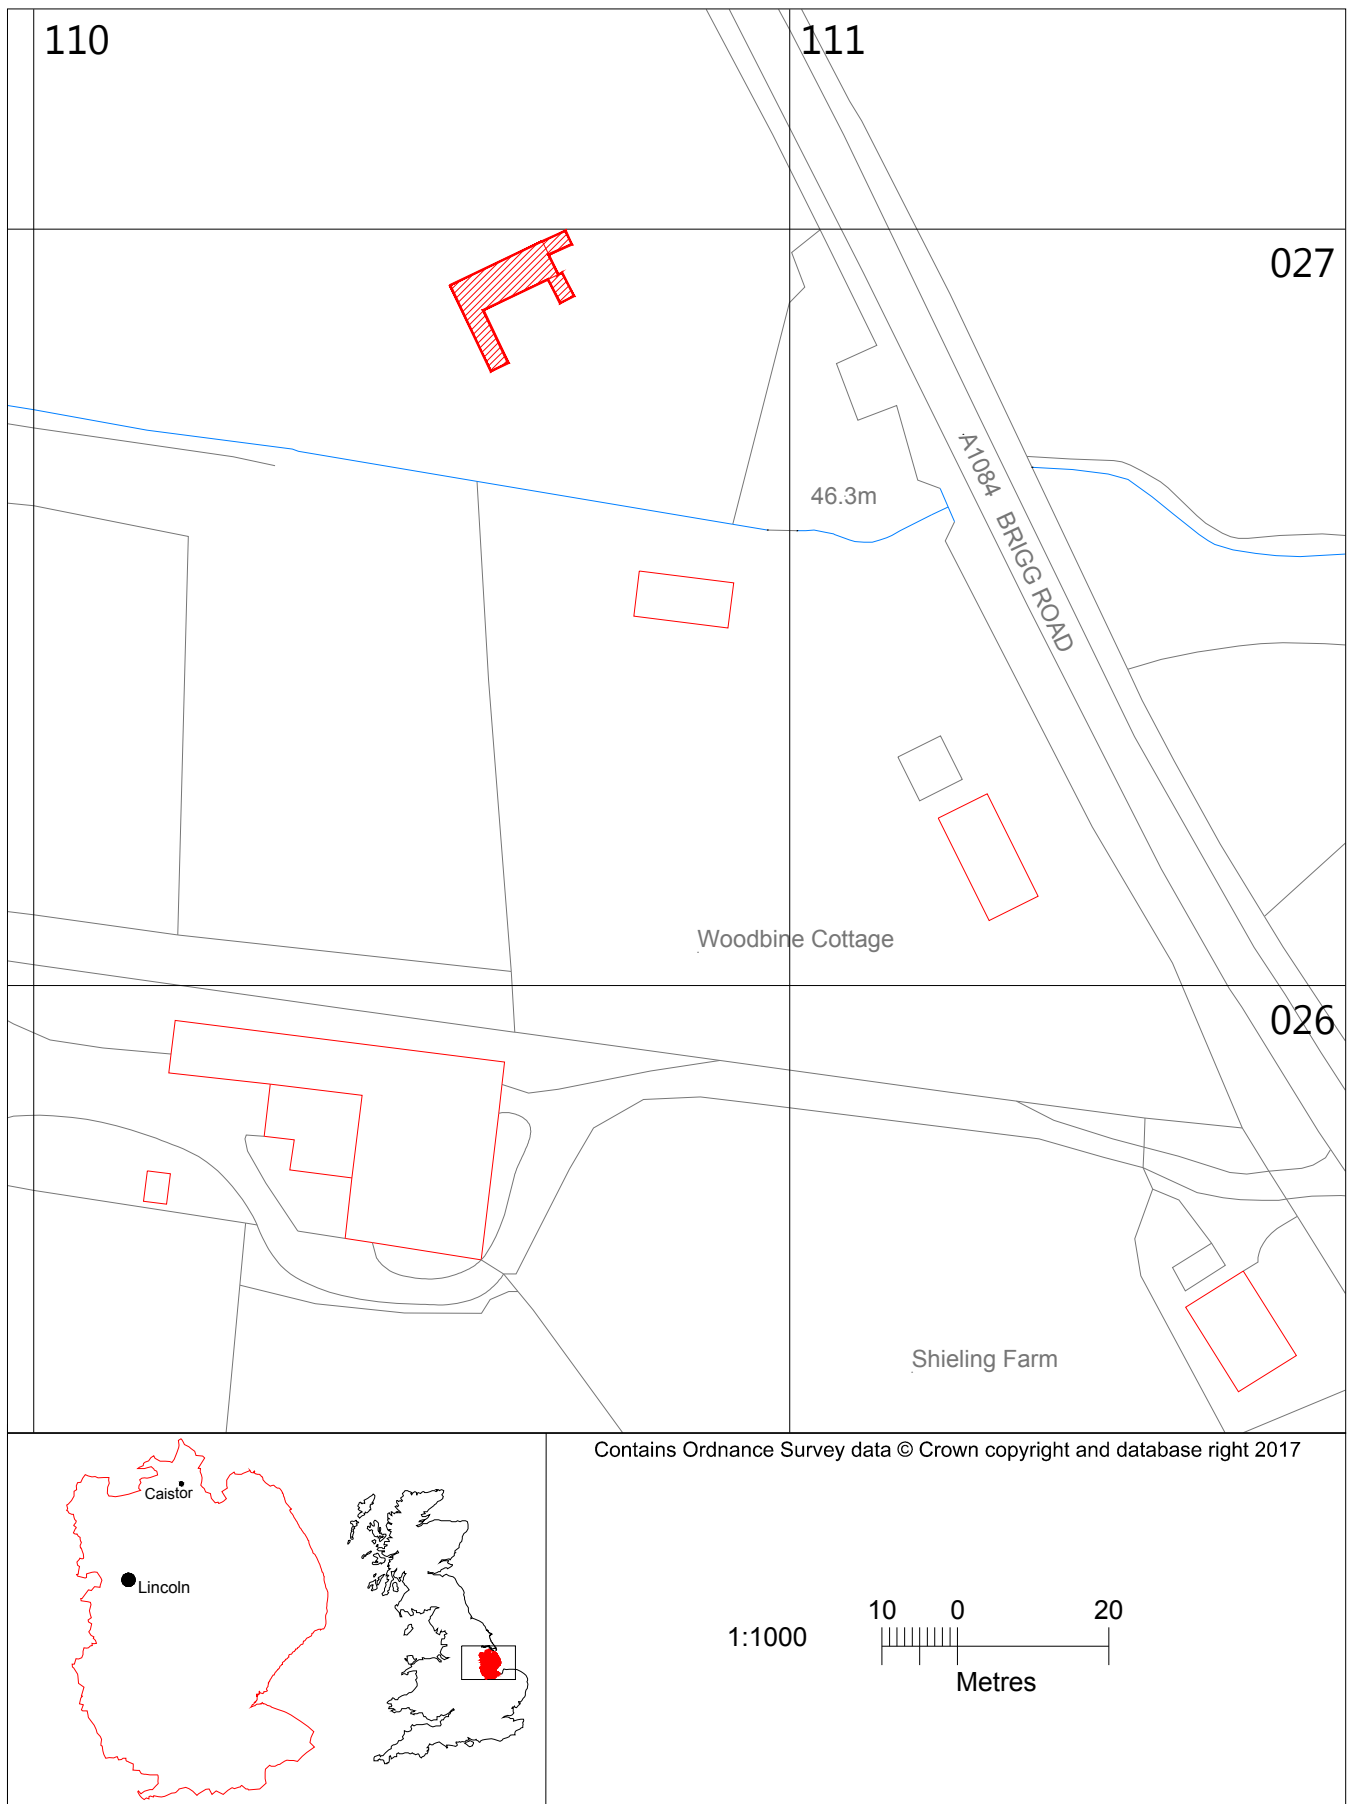 110
111
027
A1084 BRIGG ROAD
46.3m
Woodbine Cottage
026
Shieling Farm
Contains Ordnance Survey data © Crown copyright and database right 2017
Caistor
Lincoln
10 0 20
1:1000
Metres